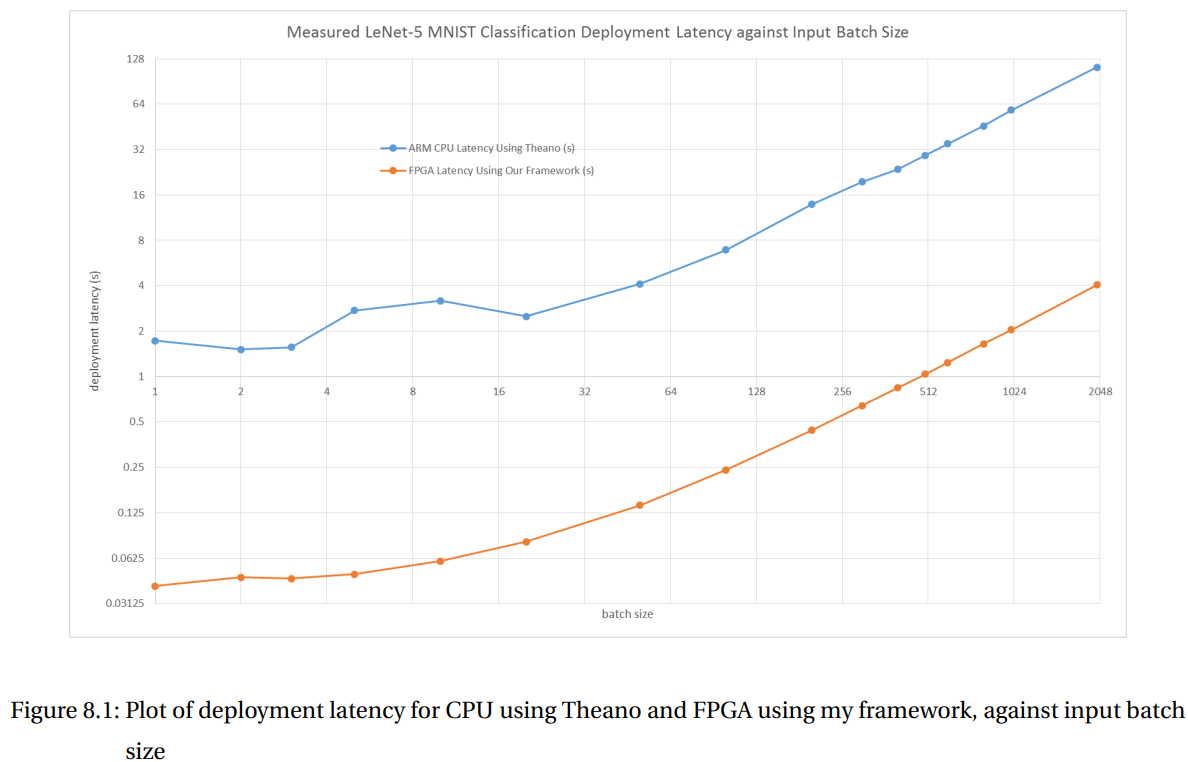 Measured LeNet-5 MNIST Classification Deployment Latency against Input Batch Size
128
64
32
16
8
4
2
1
0.5
0.25
0.125
0.0625
0.03125
deployment latency (s)
ARM CPU Latency Using Theano (s)
FPGA Latency Using Our Framework (s)
1 2 4 8 16 32 64 128 256 512 1024 2048
batch size
Figure 8.1: Plot of deployment latency for CPU using Theano and FPGA using my framework, against input batch
size